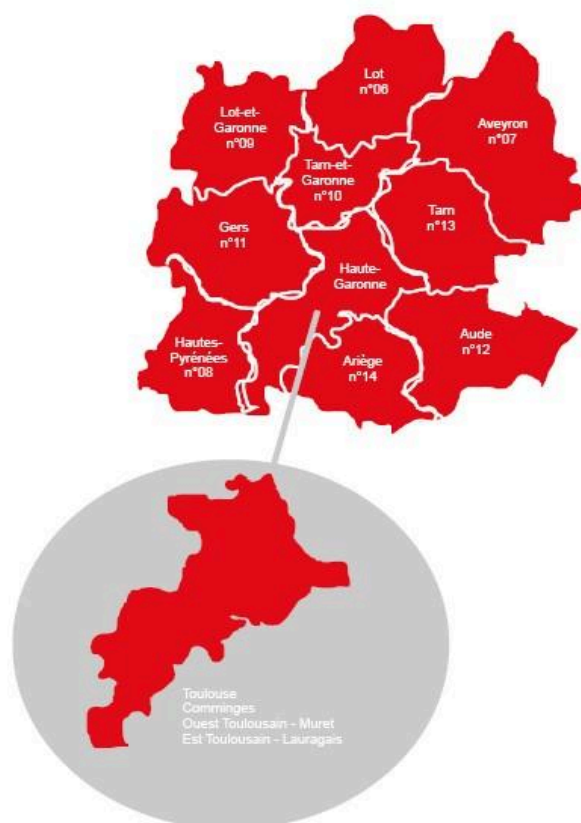 Lot
n°06
Lot-et-
Garonne
n°09
Aveyron
n°07
Tarn-et-
Garonne
n°10
Tarn
n°13
Gers
n°11
Haute-
Garonne
Hautes-
Pyrénées
n°08
Ariège
n°14
Aude
n°12
Toulouse
Comminges
Ouest Toulousain - Muret
Est Toulousain - Lauragais